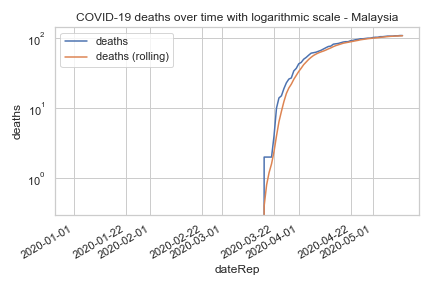 COVID-19 deaths over time with logarithmic scale - Malaysia
deaths
deaths (rolling)
10²
10¹
10⁰
deaths
2020-01-01
2020-01-22
2020-02-01
2020-02-22
2020-03-01
2020-03-22
2020-04-01
2020-04-22
2020-05-01
dateRep